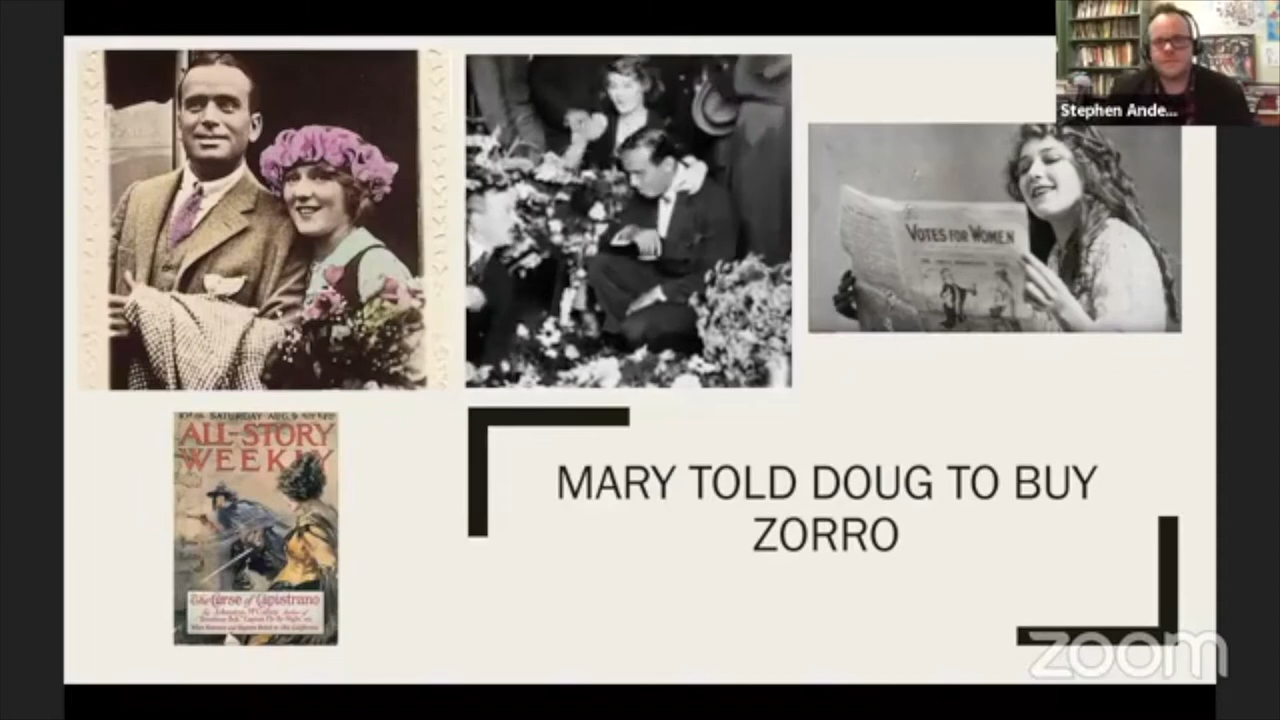 Stephen Ande...
VOTES FOR WOMEN
SATURDAY AUG. 9
ALL-STORY
WEEKLY
The Curse of Capistrano
MARY TOLD DOUG TO BUY
ZORRO
zoom